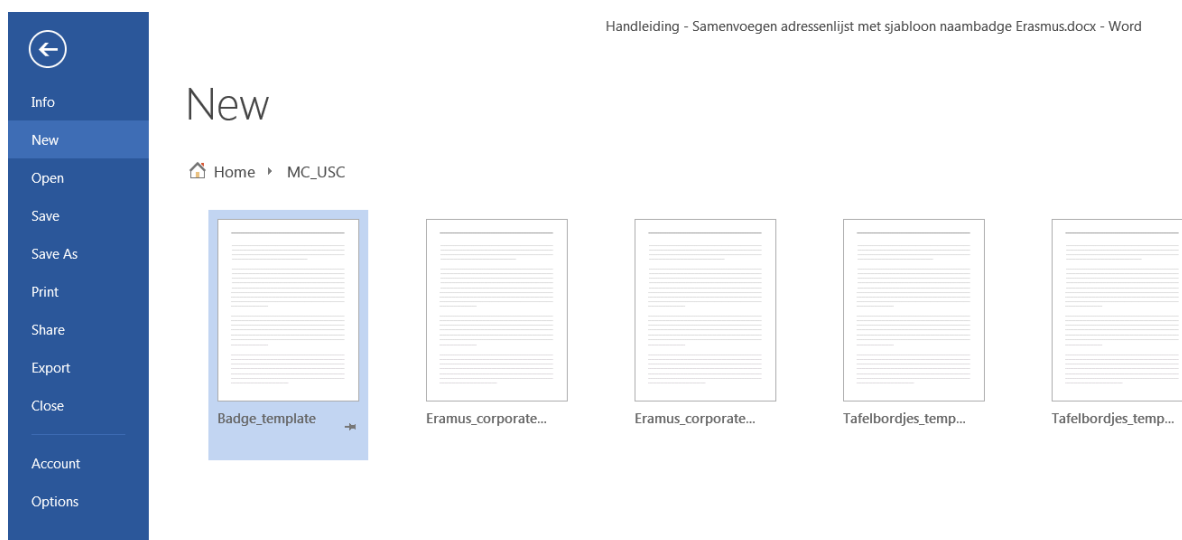 Handleiding - Samenvoegen adressenlijst met sjabloon naambadge Erasmus.docx - Word
Info
New
Open
Save
Save As
Print
Share
Export
Close
Account
Options
New
Home MC_USC
Badge_template
Eramus_corporate...
Eramus_corporate...
Tafelbordjes_temp...
Tafelbordjes_temp...